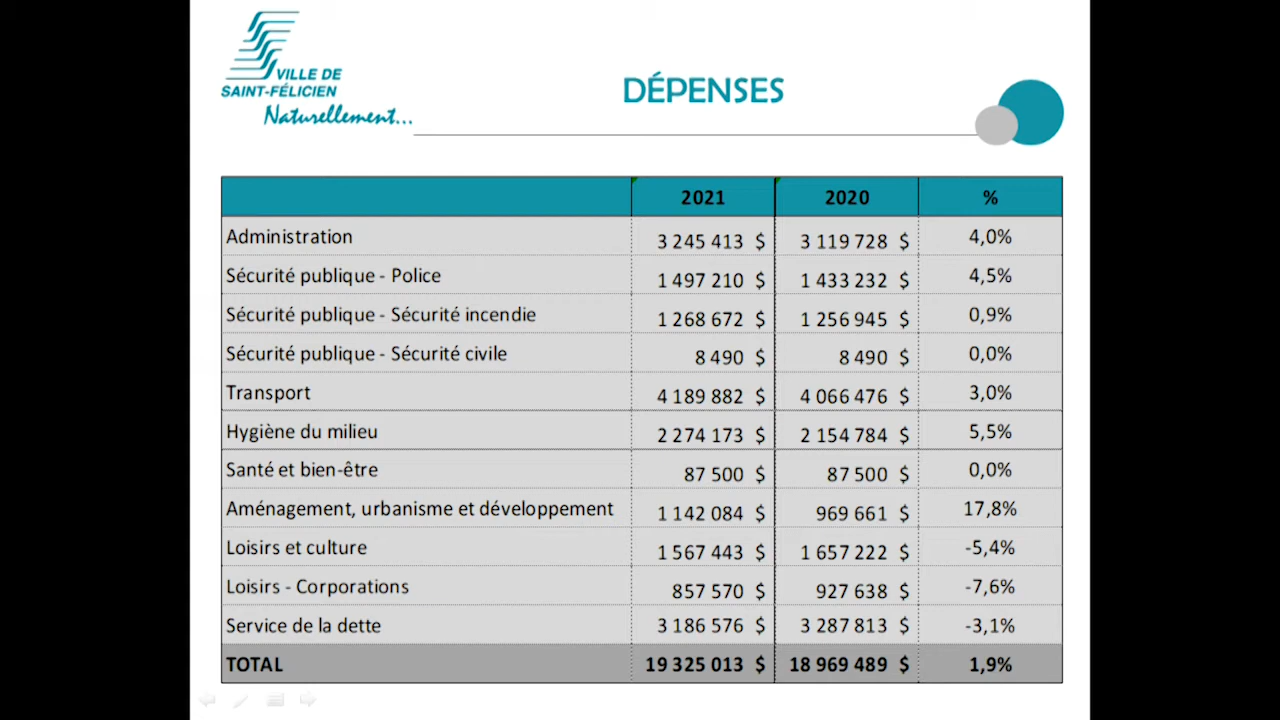 VILLE DE
SAINT-FÉLICIEN
Naturellement...
DÉPENSES
2021 2020 %
Administration 3 245 413 $ 3 119 728 $ 4,0%
Sécurité publique - Police 1 497 210 $ 1 433 232 $ 4,5%
Sécurité publique - Sécurité incendie 1 268 672 $ 1 256 945 $ 0,9%
Sécurité publique - Sécurité civile 8 490 $ 8 490 $ 0,0%
Transport 4 189 882 $ 4 066 476 $ 3,0%
Hygiène du milieu 2 274 173 $ 2 154 784 $ 5,5%
Santé et bien-être 87 500 $ 87 500 $ 0,0%
Aménagement, urbanisme et développement 1 142 084 $ 969 661 $ 17,8%
Loisirs et culture 1 567 443 $ 1 657 222 $ -5,4%
Loisirs - Corporations 857 570 $ 927 638 $ -7,6%
Service de la dette 3 186 576 $ 3 287 813 $ -3,1%
TOTAL 19 325 013 $ 18 969 489 $ 1,9%